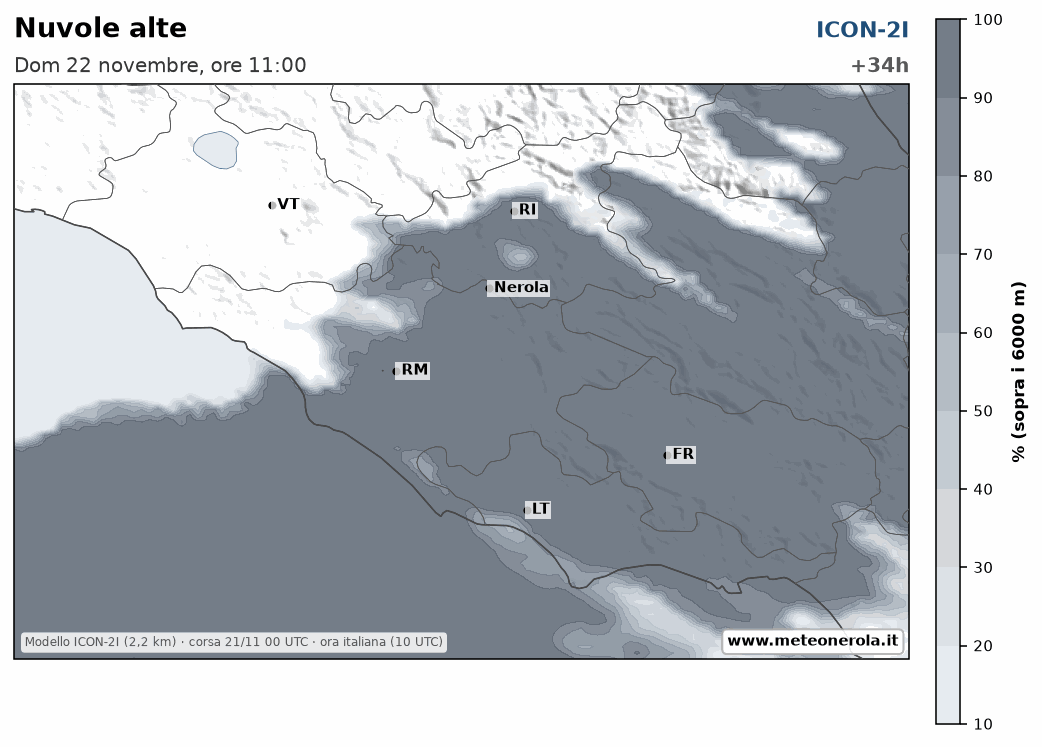 Nuvole alte
ICON-2I
Dom 22 novembre, ore 11:00
+34h
VT
RI
Nerola
RM
FR
LT
Modello ICON-2I (2,2 km) · corsa 21/11 00 UTC · ora italiana (10 UTC)
www.meteonerola.it
100
90
80
70
60
50
40
30
20
10
% (sopra i 6000 m)